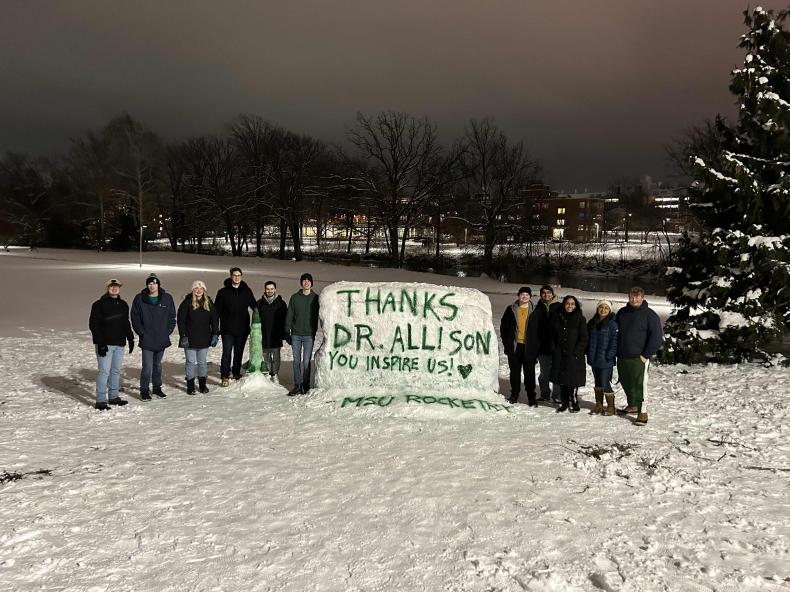 THANKS
DR. ALLISON
YOU INSPIRE US! ♥
- MSU ROCKETRY